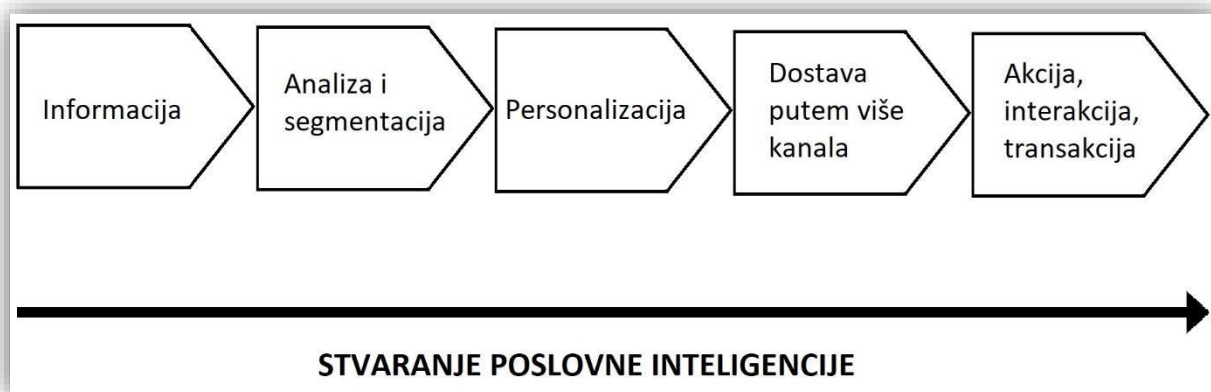 Informacija
Analiza i
segmentacija
Personalizacija
Dostava
putem više
kanala
Akcija,
interakcija,
transakcija
STVARANJE POSLOVNE INTELIGENCIJE